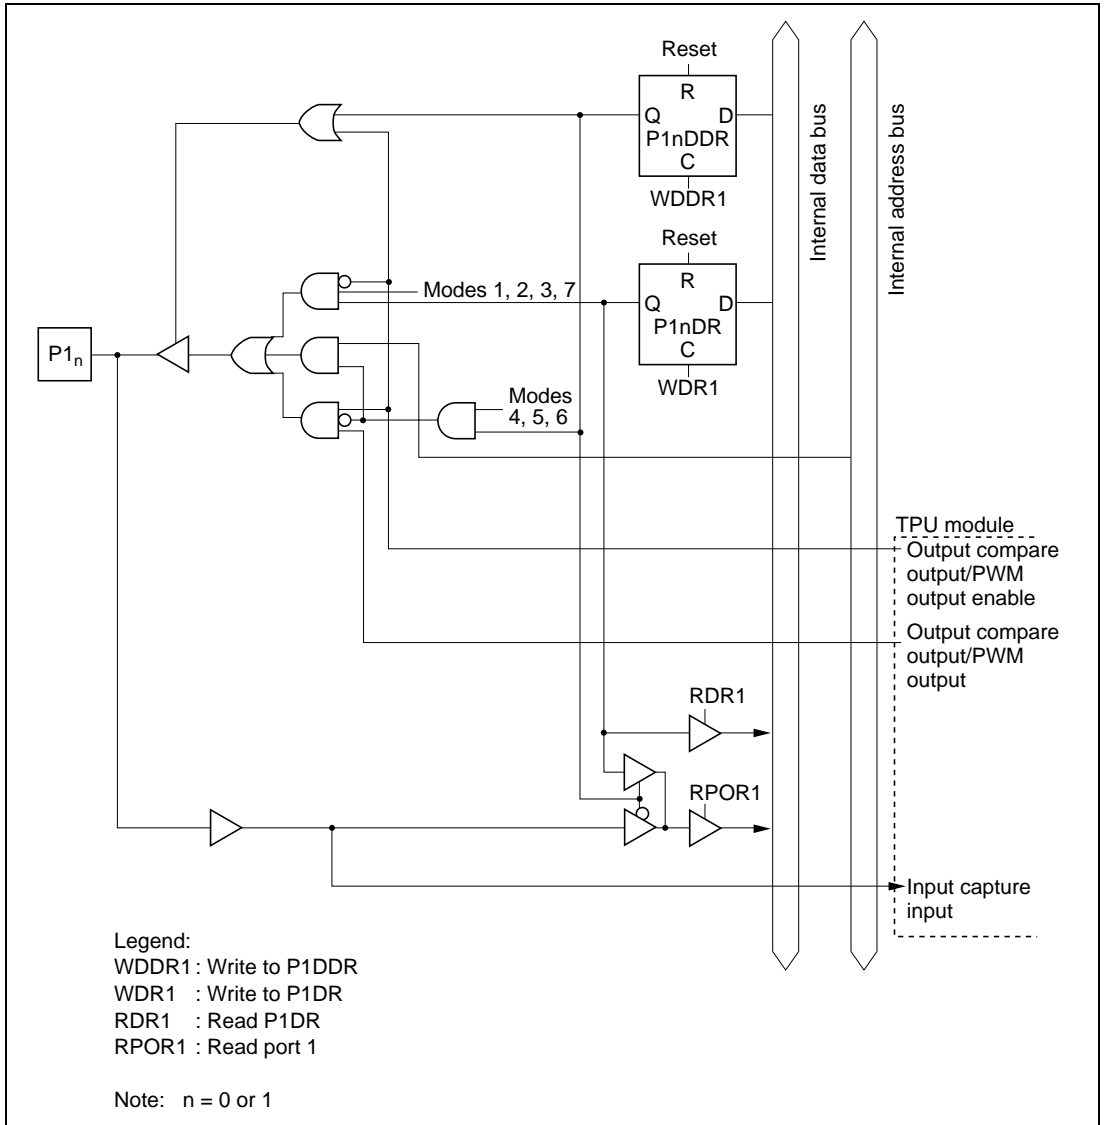 Reset
R
Q D
P1nDDR
C
WDDR1
Internal data bus
Internal address bus
Reset
R
Modes 1, 2, 3, 7
Q D
P1nDR
C
WDR1
P1n
Modes
4, 5, 6
TPU module
Output compare
output/PWM
output enable
Output compare
output/PWM
output
RDR1
RPOR1
Input capture
input
Legend:
WDDR1 : Write to P1DDR
WDR1 : Write to P1DR
RDR1 : Read P1DR
RPOR1 : Read port 1
Note: n = 0 or 1